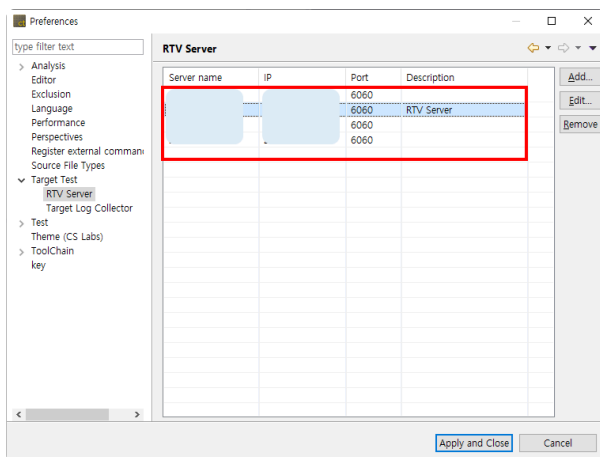 Preferences
type filter text
RTV Server
Analysis
Editor
Exclusion
Language
Performance
Perspectives
Register external comman
Source File Types
Target Test
RTV Server
Target Log Collector
Test
Theme (CS Labs)
ToolChain
key
Server name IP Port Description
6060
6060 RTV Server
6060
6060
Add...
Edit...
Remove
Apply and Close Cancel